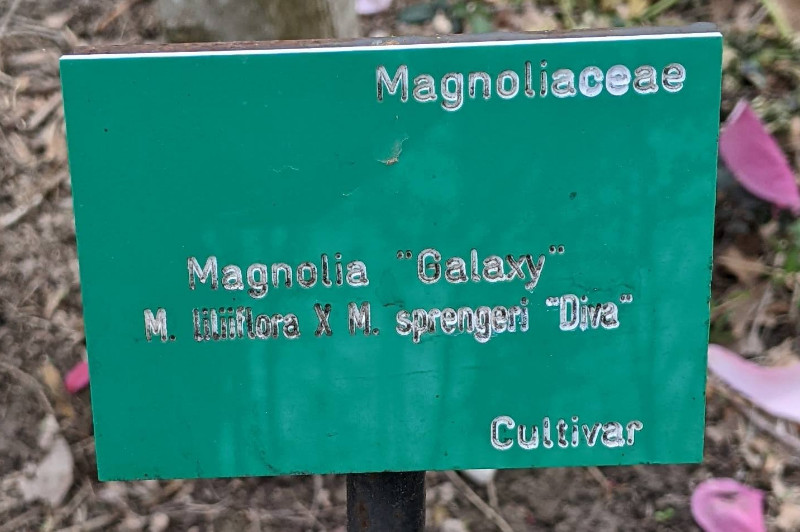 Magnoliaceae
Magnolia "Galaxy"
M. liliiflora X M. sprengeri "Diva"
Cultivar